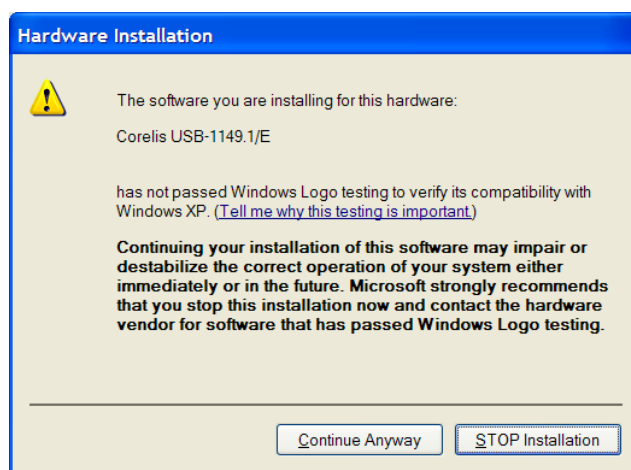 Hardware Installation
The software you are installing for this hardware:
Corelis USB-1149.1/E
has not passed Windows Logo testing to verify its compatibility with
Windows XP. (Tell me why this testing is important.)
Continuing your installation of this software may impair or
destabilize the correct operation of your system either
immediately or in the future. Microsoft strongly recommends
that you stop this installation now and contact the hardware
vendor for software that has passed Windows Logo testing.
Continue Anyway
STOP Installation